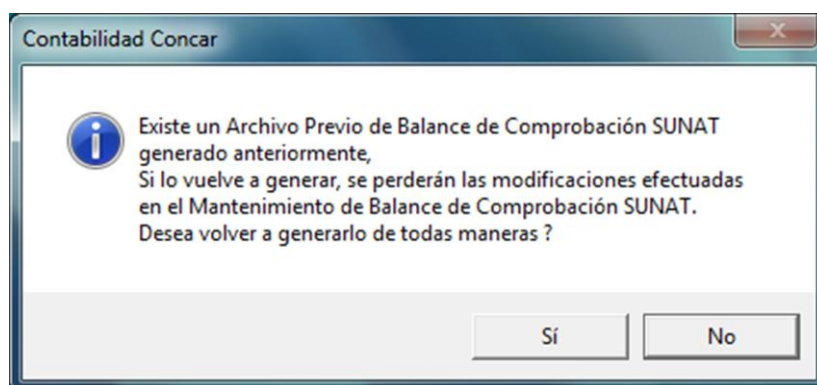 Contabilidad Concar
Existe un Archivo Previo de Balance de Comprobación SUNAT
generado anteriormente,
Si lo vuelve a generar, se perderán las modificaciones efectuadas
en el Mantenimiento de Balance de Comprobación SUNAT.
Desea volver a generarlo de todas maneras ?
Sí
No